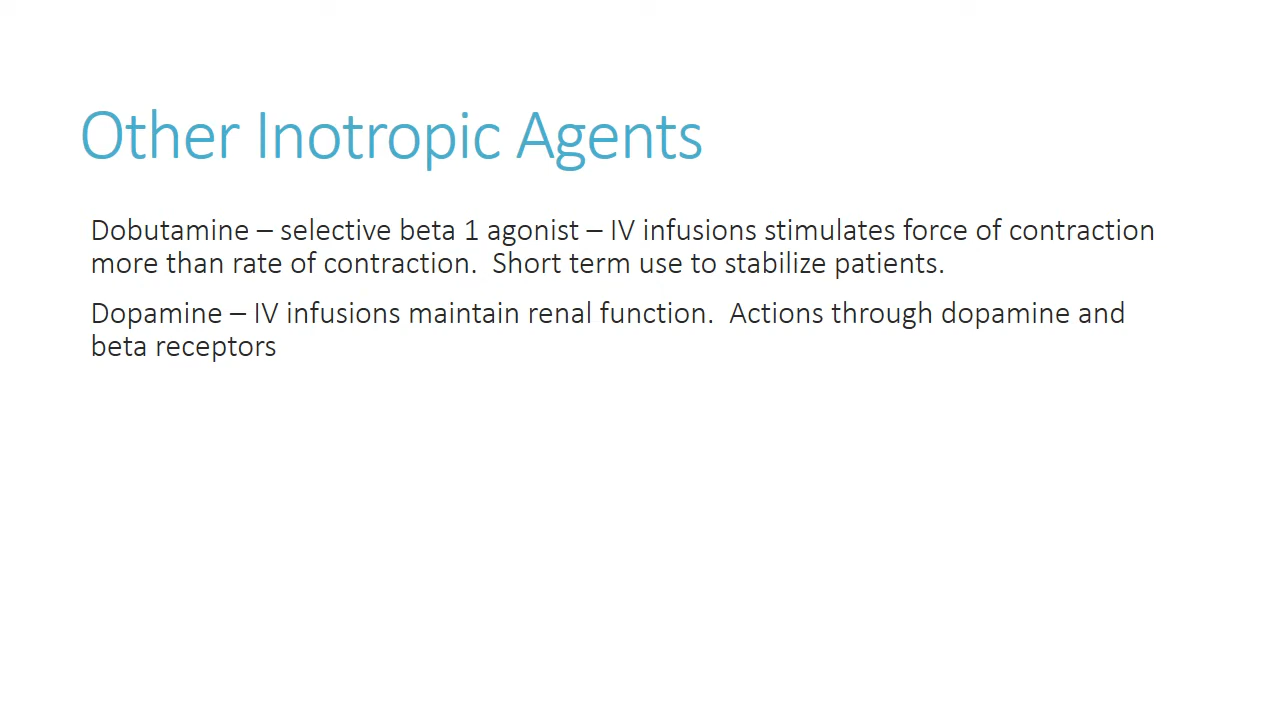 Other Inotropic Agents
Dobutamine – selective beta 1 agonist – IV infusions stimulates force of contraction
more than rate of contraction.  Short term use to stabilize patients.
Dopamine – IV infusions maintain renal function.  Actions through dopamine and
beta receptors